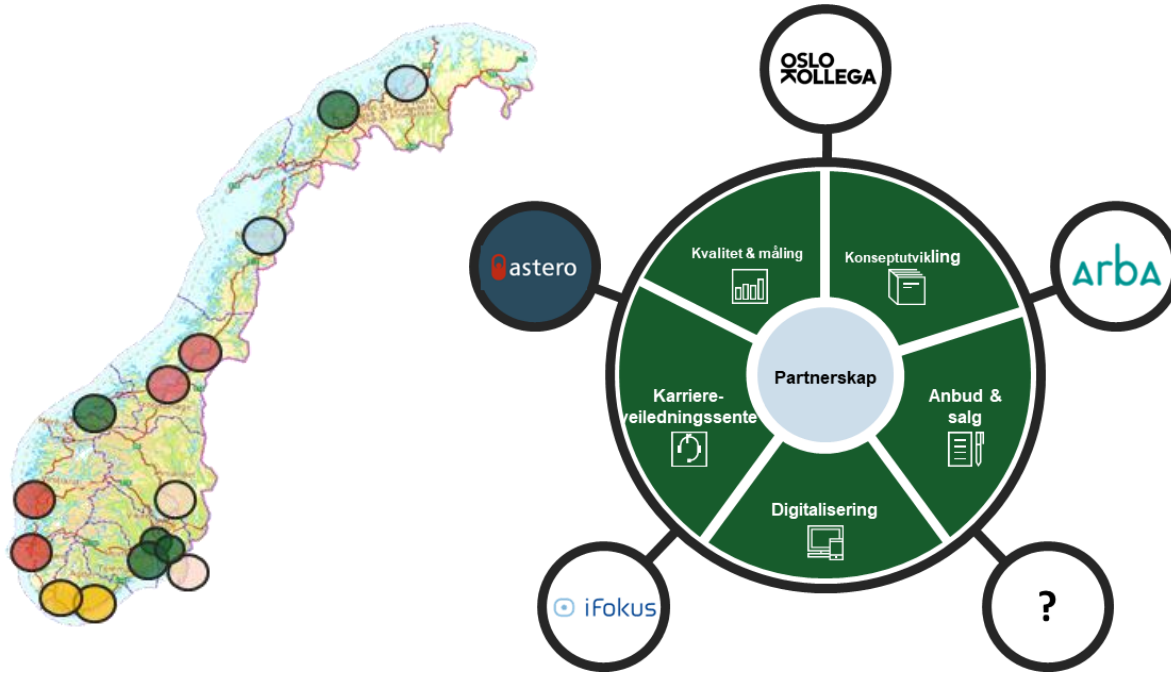 OSLO
KOLLEGA
Kvalitet & måling
Konseptutvikling
astero
arba
Partnerskap
Karriere-
veiledningssente
Anbud &
salg
Digitalisering
iFokus
?